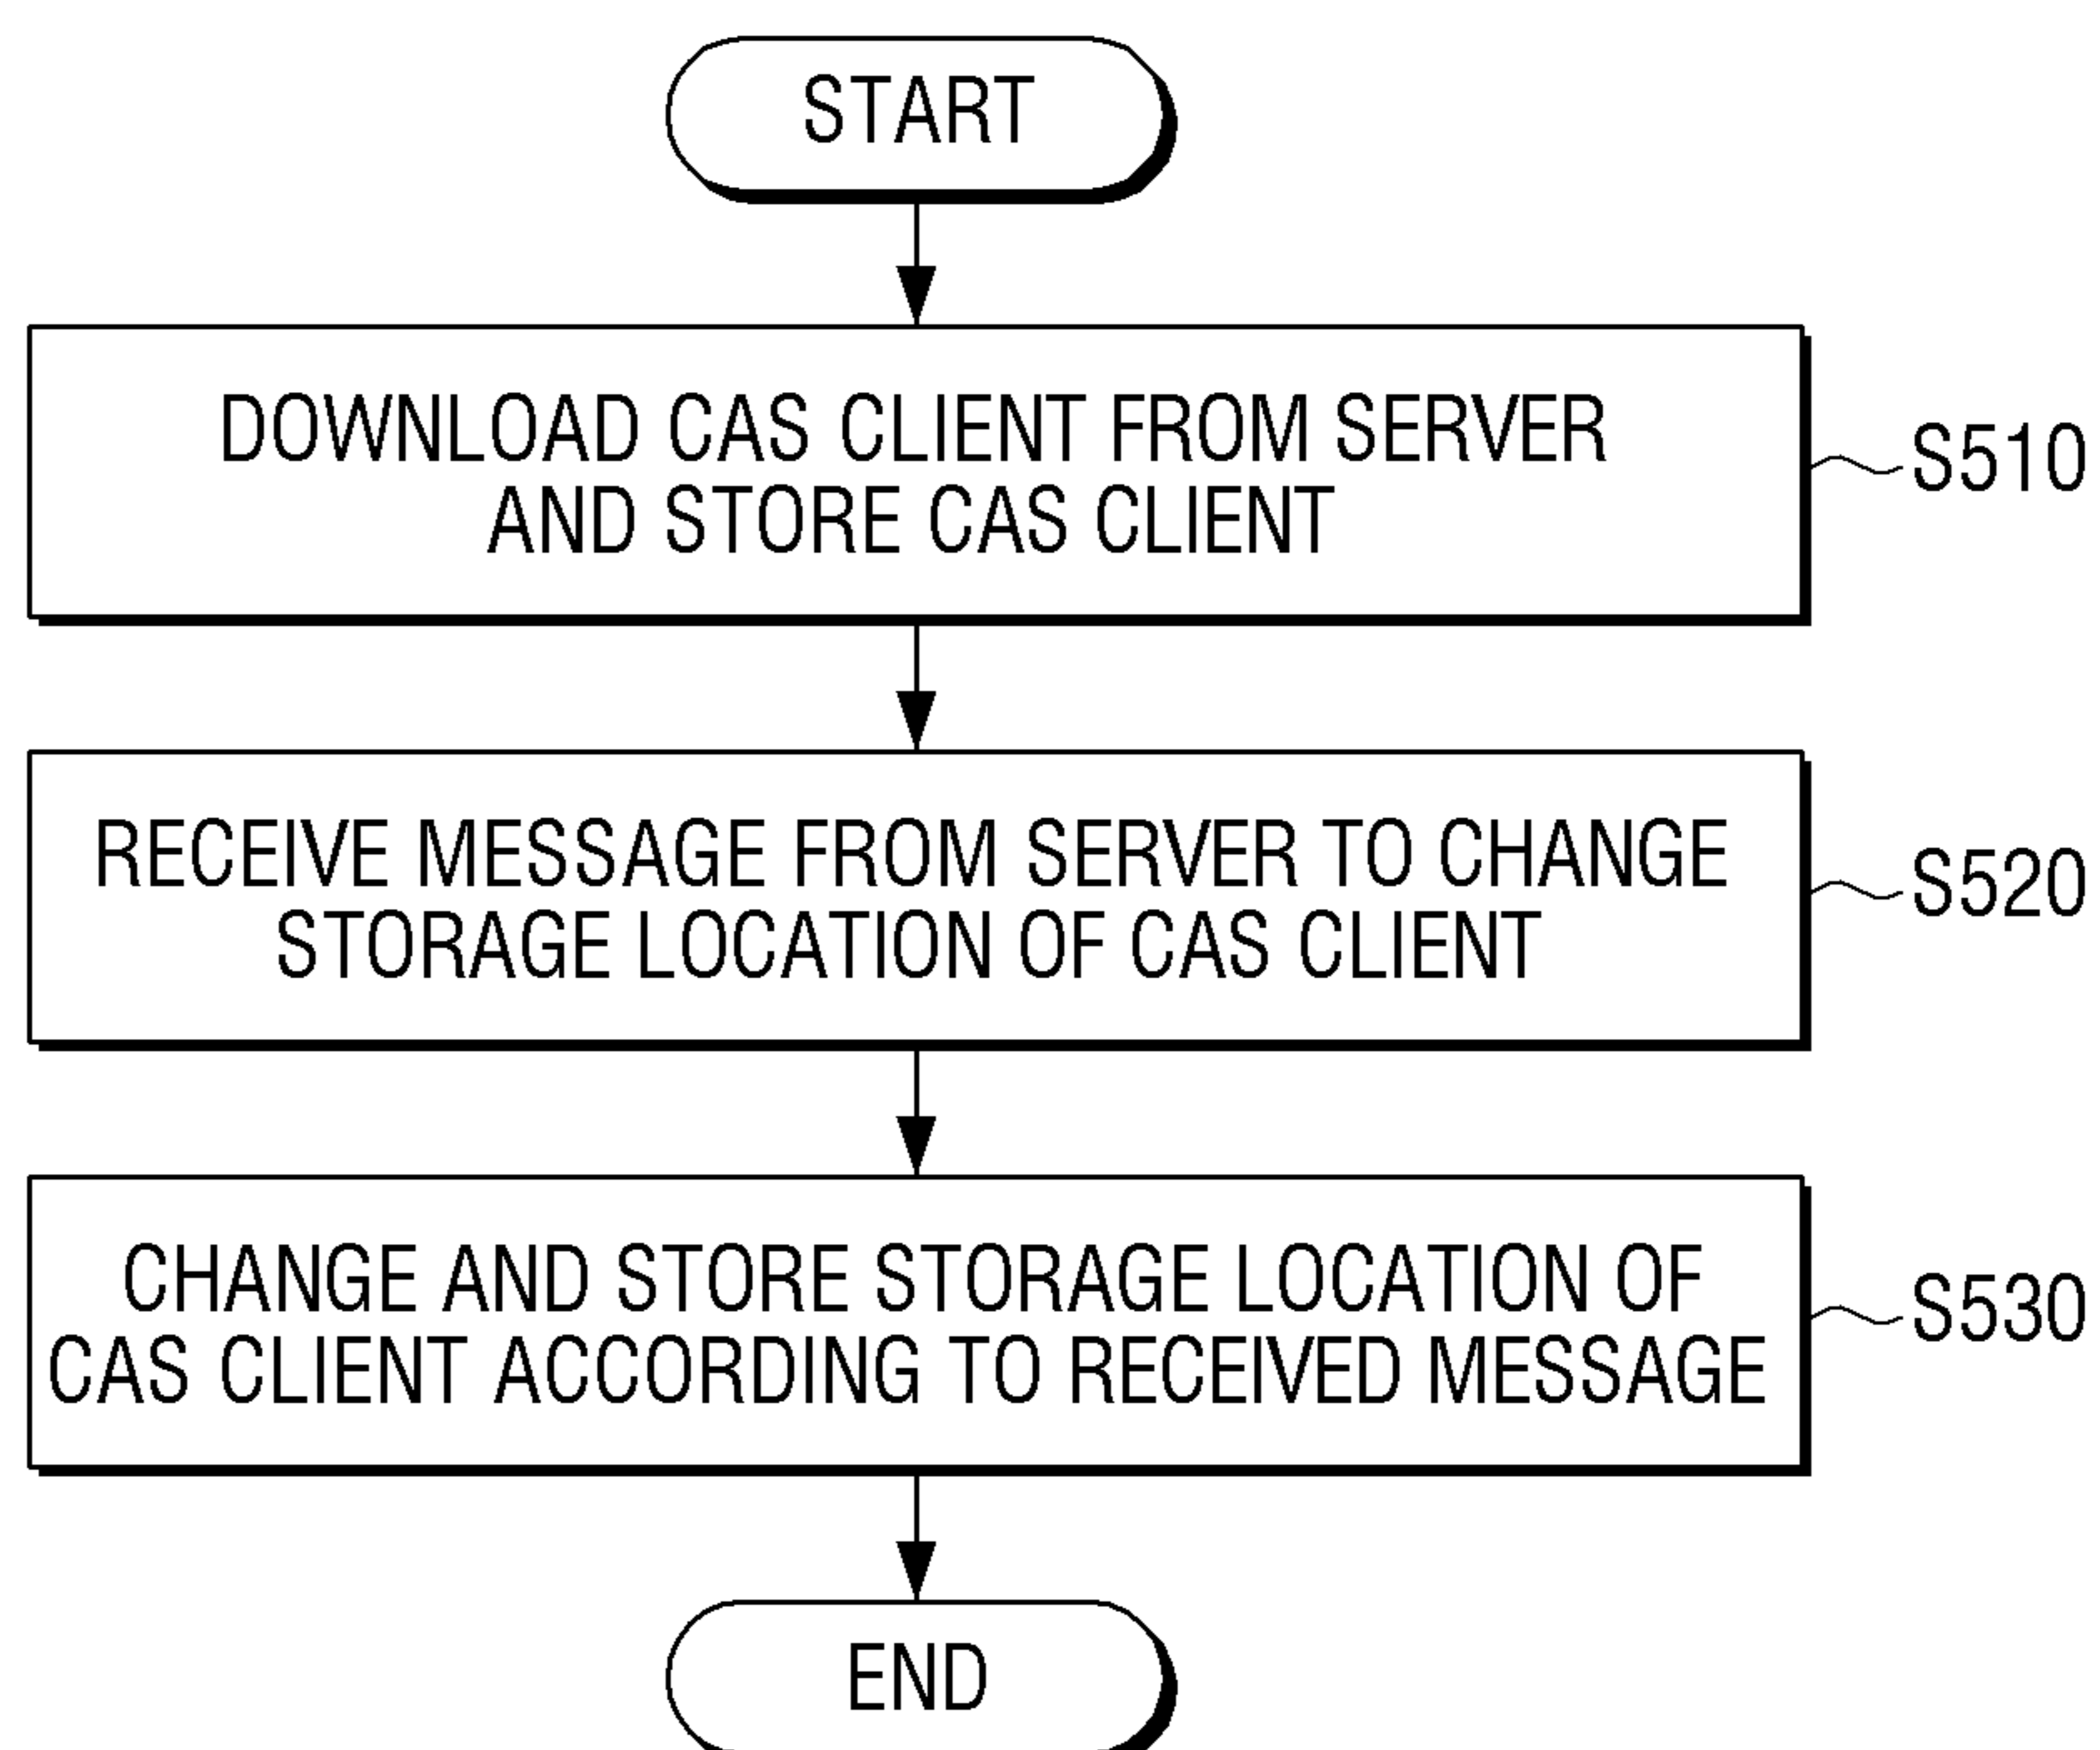 START
DOWNLOAD CAS CLIENT FROM SERVER
AND STORE CAS CLIENT
S510
RECEIVE MESSAGE FROM SERVER TO CHANGE
STORAGE LOCATION OF CAS CLIENT
S520
CHANGE AND STORE STORAGE LOCATION OF
CAS CLIENT ACCORDING TO RECEIVED MESSAGE
S530
END